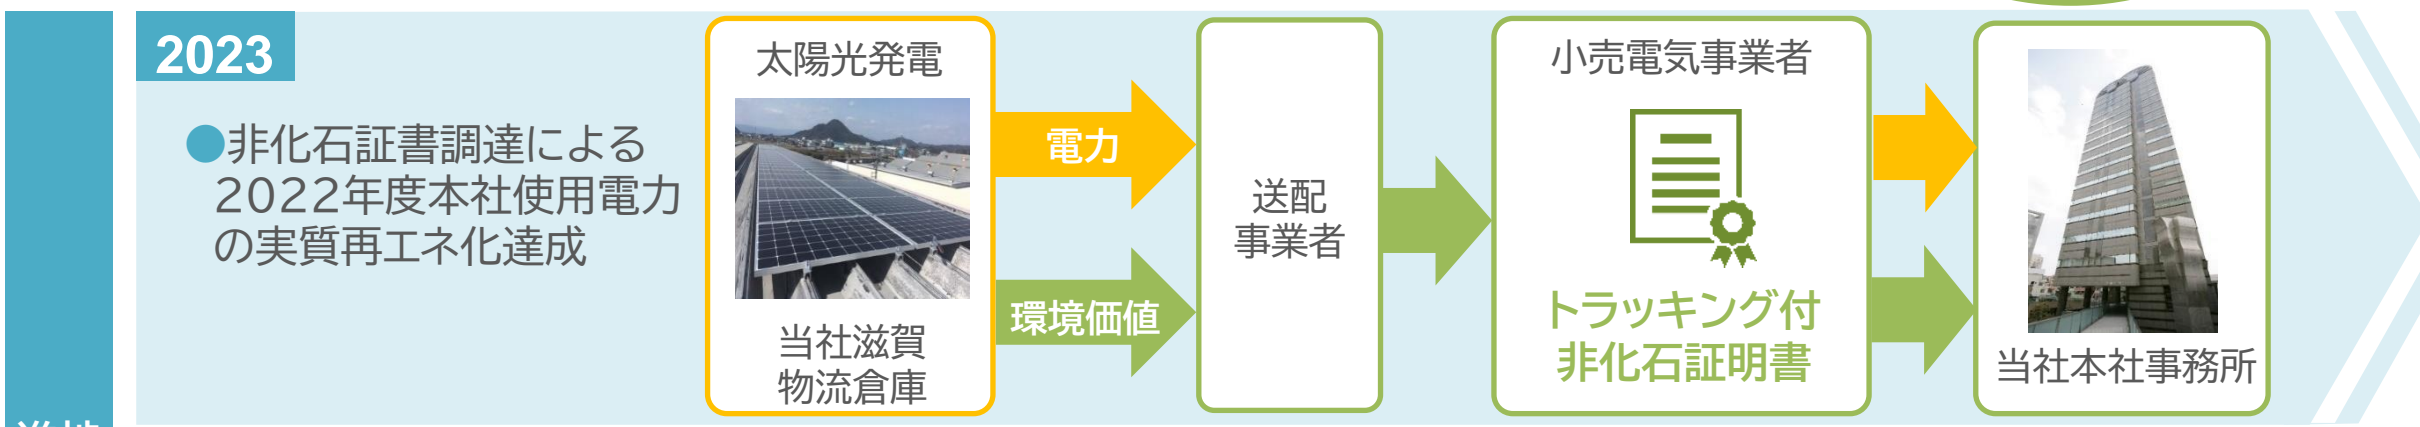 2023
●非化石証書調達による
2022年度本社使用電力
の実質再エネ化達成
太陽光発電
当社滋賀
物流倉庫
電力
環境価値
送配
事業者
小売電気事業者
トラッキング付
非化石証明書
当社本社事務所